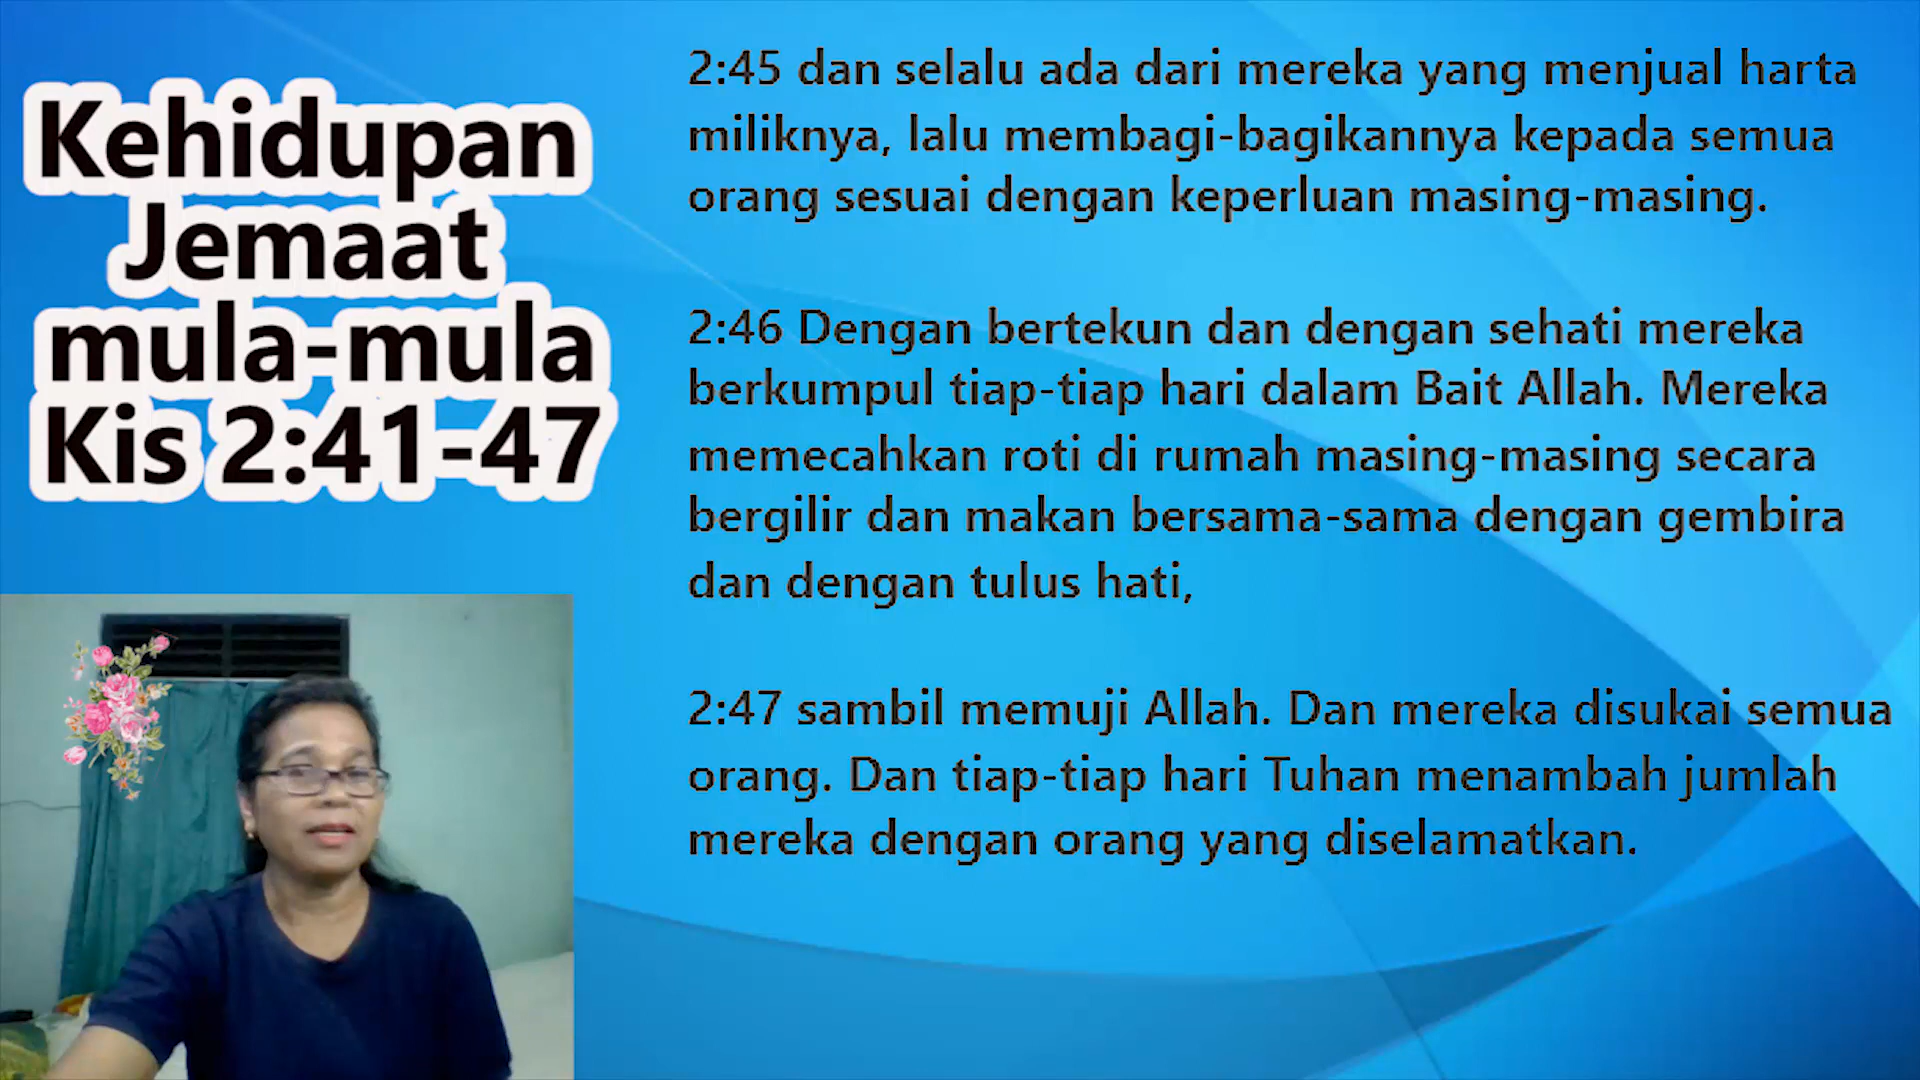 Kehidupan
Jemaat
mula-mula
Kis 2:41-47
2:45 dan selalu ada dari mereka yang menjual harta
miliknya, lalu membagi-bagikannya kepada semua
orang sesuai dengan keperluan masing-masing.
2:46 Dengan bertekun dan dengan sehati mereka
berkumpul tiap-tiap hari dalam Bait Allah. Mereka
memecahkan roti di rumah masing-masing secara
bergilir dan makan bersama-sama dengan gembira
dan dengan tulus hati,
2:47 sambil memuji Allah. Dan mereka disukai semua
orang. Dan tiap-tiap hari Tuhan menambah jumlah
mereka dengan orang yang diselamatkan.